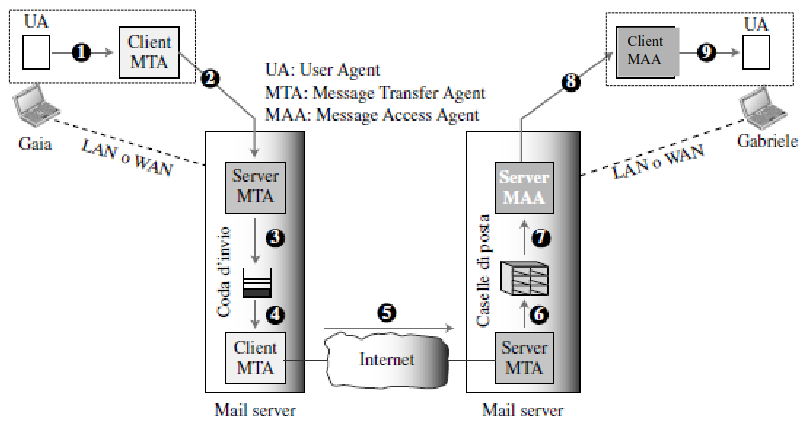 UA
1
Client
MTA
2
UA: User Agent
MTA: Message Transfer Agent
MAA: Message Access Agent
8
Client
MAA
9
UA
Gaia
LAN o WAN
Gabriele
LAN o WAN
Server
MTA
3
Coda d'invio
4
Client
MTA
Mail server
5
Internet
Server
MAA
7
Caselle di posta
6
Server
MTA
Mail server